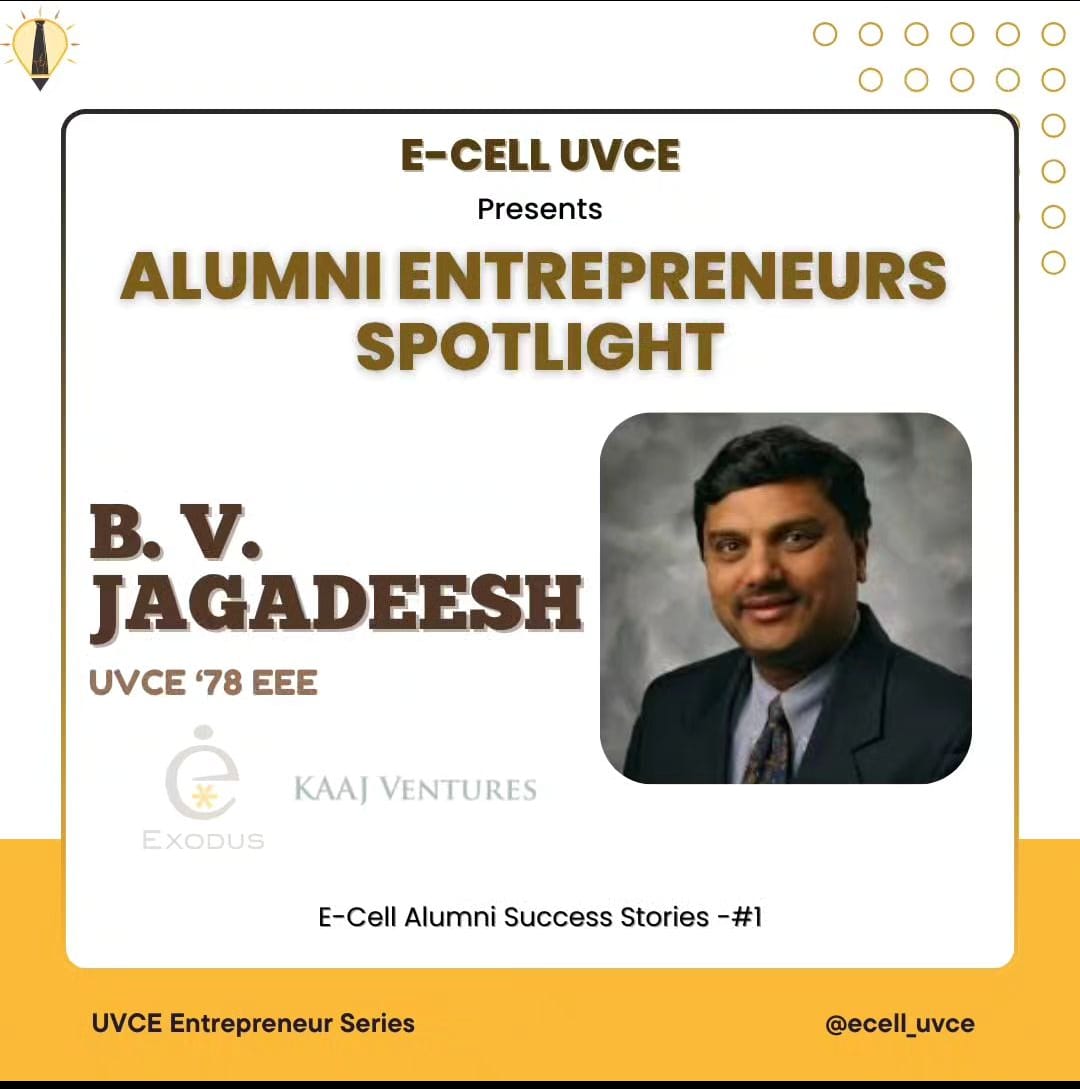 E-CELL UVCE
Presents
ALUMNI ENTREPRENEURS
SPOTLIGHT
B. V.
JAGADEESH
UVCE ‘78 EEE
EXODUS
KAAJ VENTURES
E-Cell Alumni Success Stories -#1
UVCE Entrepreneur Series
@ecell_uvce